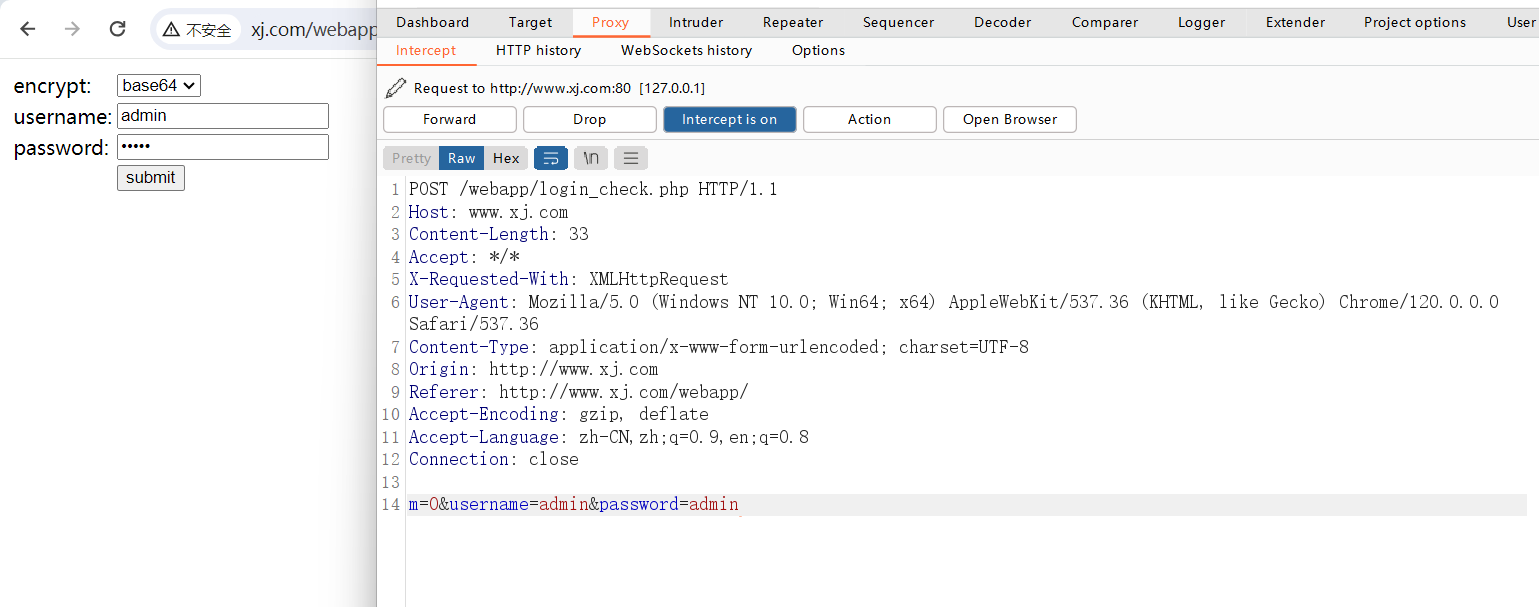 不安全 xj.com/webapp
encrypt: base64
username: admin
password: •••••
submit
Dashboard Target Proxy Intruder Repeater Sequencer Decoder Comparer Logger Extender Project options User
Intercept HTTP history WebSockets history Options
Request to http://www.xj.com:80 [127.0.0.1]
Forward Drop Intercept is on Action Open Browser
Pretty Raw Hex \n
1 POST /webapp/login_check.php HTTP/1.1
2 Host: www.xj.com
3 Content-Length: 33
4 Accept: */*
5 X-Requested-With: XMLHttpRequest
6 User-Agent: Mozilla/5.0 (Windows NT 10.0; Win64; x64) AppleWebKit/537.36 (KHTML, like Gecko) Chrome/120.0.0.0
Safari/537.36
7 Content-Type: application/x-www-form-urlencoded; charset=UTF-8
8 Origin: http://www.xj.com
9 Referer: http://www.xj.com/webapp/
10 Accept-Encoding: gzip, deflate
11 Accept-Language: zh-CN,zh;q=0.9,en;q=0.8
12 Connection: close
13
14 m=0&username=admin&password=admin